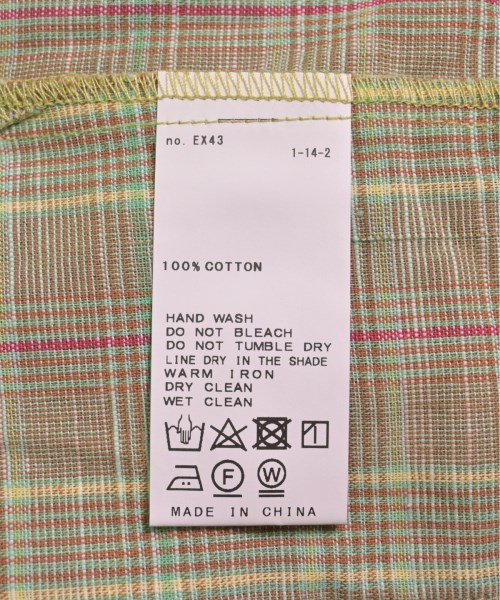 no. EX43
1-14-2
100% COTTON
HAND WASH
DO NOT BLEACH
DO NOT TUMBLE DRY
LINE DRY IN THE SHADE
WARM IRON
DRY CLEAN
WET CLEAN
F W
MADE IN CHINA